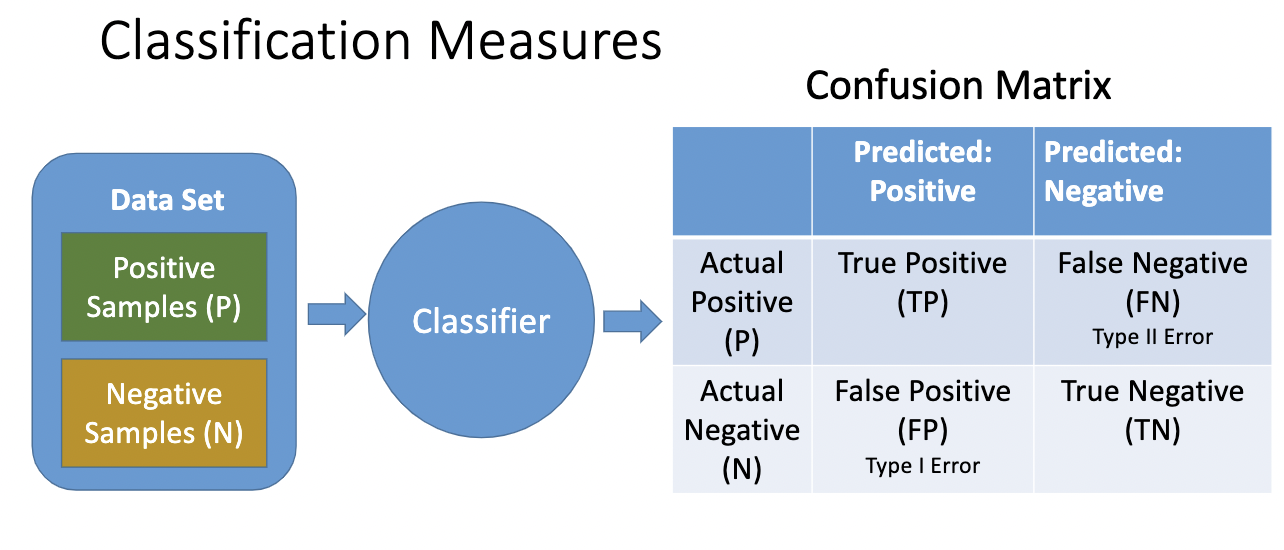 Classification Measures
Confusion Matrix
Data Set
Positive
Samples (P)
Negative
Samples (N)
Classifier
Predicted:
Positive
Predicted:
Negative
Actual
Positive
(P)
True Positive
(TP)
False Negative
(FN)
Type II Error
Actual
Negative
(N)
False Positive
(FP)
Type I Error
True Negative
(TN)